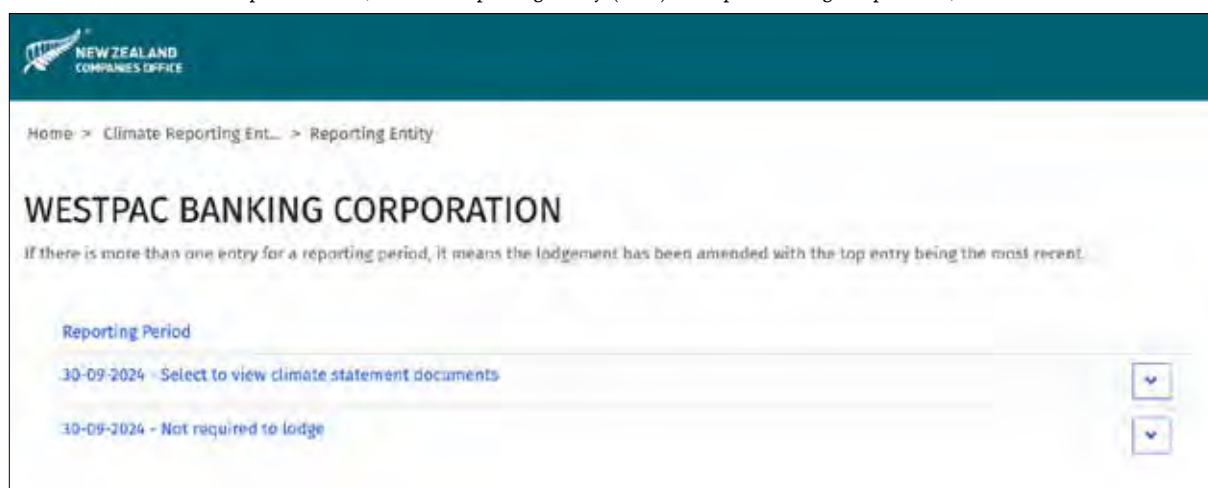 NEW ZEALAND
COMPANIES OFFICE
Home > Climate Reporting Ent... > Reporting Entity
WESTPAC BANKING CORPORATION
If there is more than one entry for a reporting period, it means the lodgement has been amended with the top entry being the most recent.
Reporting Period
30-09-2024 - Select to view climate statement documents
30-09-2024 - Not required to lodge